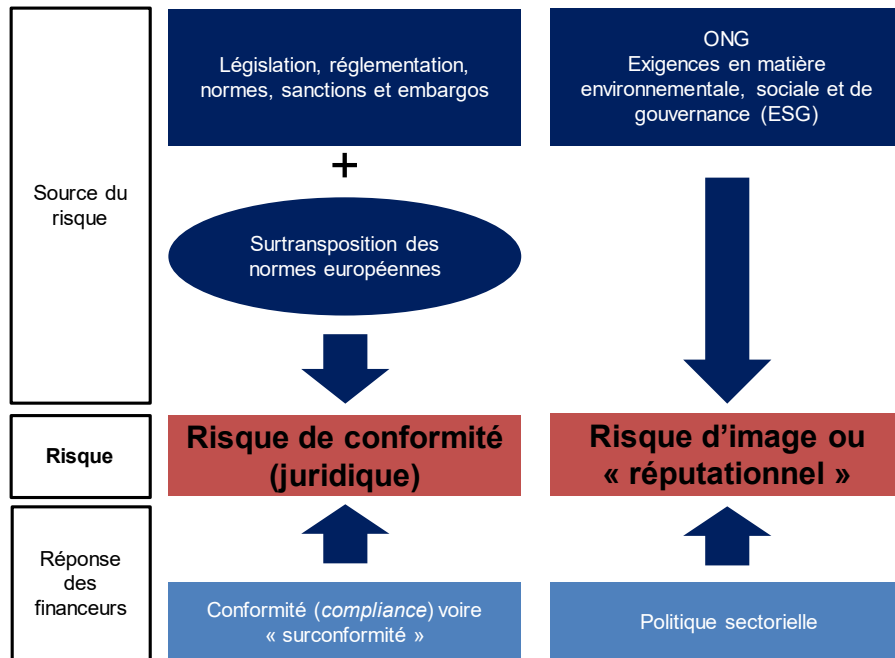 Source du
risque
Législation, réglementation,
normes, sanctions et embargos
+
Surtransposition des
normes européennes
ONG
Exigences en matière
environnementale, sociale et de
gouvernance (ESG)
Risque
Risque de conformité
(juridique)
Risque d’image ou
« réputationnel »
Réponse
des
financeurs
Conformité (compliance) voire
« surconformité »
Politique sectorielle